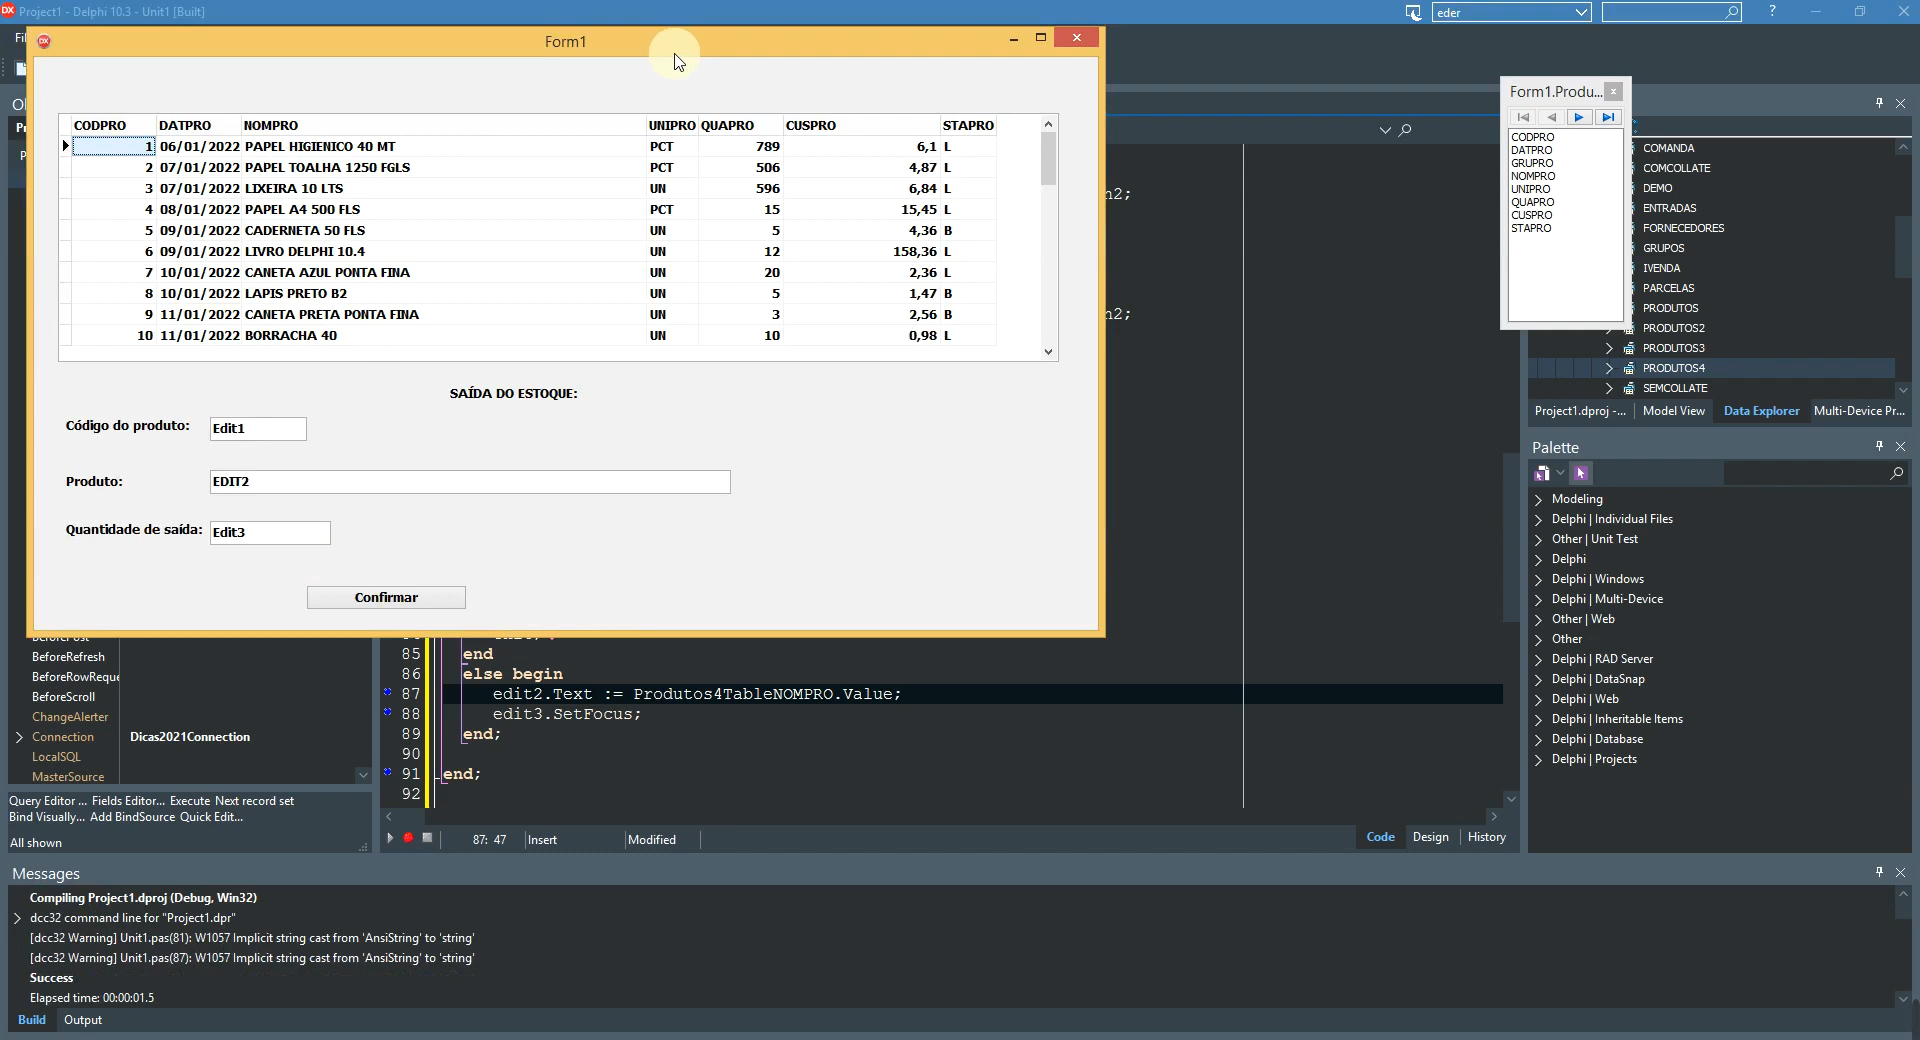 Project1 - Delphi 10.3 - Unit1 [Built]
eder
?
Form1
CODPRO DATPRO NOMPRO UNIPRO QUAPRO CUSPRO STAPRO
1 06/01/2022 PAPEL HIGIENICO 40 MT PCT 789 6,1 L
2 07/01/2022 PAPEL TOALHA 1250 FGLS PCT 506 4,87 L
3 07/01/2022 LIXEIRA 10 LTS UN 596 6,84 L
4 08/01/2022 PAPEL A4 500 FLS PCT 15 15,45 L
5 09/01/2022 CADERNETA 50 FLS UN 5 4,36 B
6 09/01/2022 LIVRO DELPHI 10.4 UN 12 158,36 L
7 10/01/2022 CANETA AZUL PONTA FINA UN 20 2,36 L
8 10/01/2022 LAPIS PRETO B2 UN 5 1,47 B
9 11/01/2022 CANETA PRETA PONTA FINA UN 3 2,56 B
10 11/01/2022 BORRACHA 40 UN 10 0,98 L
SAÍDA DO ESTOQUE:
Código do produto: Edit1
Produto: EDIT2
Quantidade de saída: Edit3
Confirmar
Form1.Produ...
CODPRO
DATPRO
GRUPRO
NOMPRO
UNIPRO
QUAPRO
CUSPRO
STAPRO
COMANDA
COMCOLLATE
DEMO
ENTRADAS
FORNECEDORES
GRUPOS
IVENDA
PARCELAS
PRODUTOS
PRODUTOS2
PRODUTOS3
PRODUTOS4
SEMCOLLATE
Project1.dproj -... Model View Data Explorer Multi-Device Pr...
Palette
Modeling
Delphi | Individual Files
Other | Unit Test
Delphi
Delphi | Windows
Delphi | Multi-Device
Other | Web
Other
Delphi | RAD Server
Delphi | DataSnap
Delphi | Web
Delphi | Inheritable Items
Delphi | Database
Delphi | Projects
BeforeRefresh
BeforeRowReque
BeforeScroll
ChangeAlerter
Connection Dicas2021Connection
LocalSQL
MasterSource
Query Editor ... Fields Editor... Execute Next record set
Bind Visually... Add BindSource Quick Edit...
All shown
85 end
86 else begin
87 edit2.Text := Produtos4TableNOMPRO.Value;
88 edit3.SetFocus;
89 end;
90
91 end;
92
87: 47 Insert Modified
Code Design History
Messages
Compiling Project1.dproj (Debug, Win32)
dcc32 command line for "Project1.dpr"
[dcc32 Warning] Unit1.pas(81): W1057 Implicit string cast from 'AnsiString' to 'string'
[dcc32 Warning] Unit1.pas(87): W1057 Implicit string cast from 'AnsiString' to 'string'
Success
Elapsed time: 00:00:01.5
Build Output